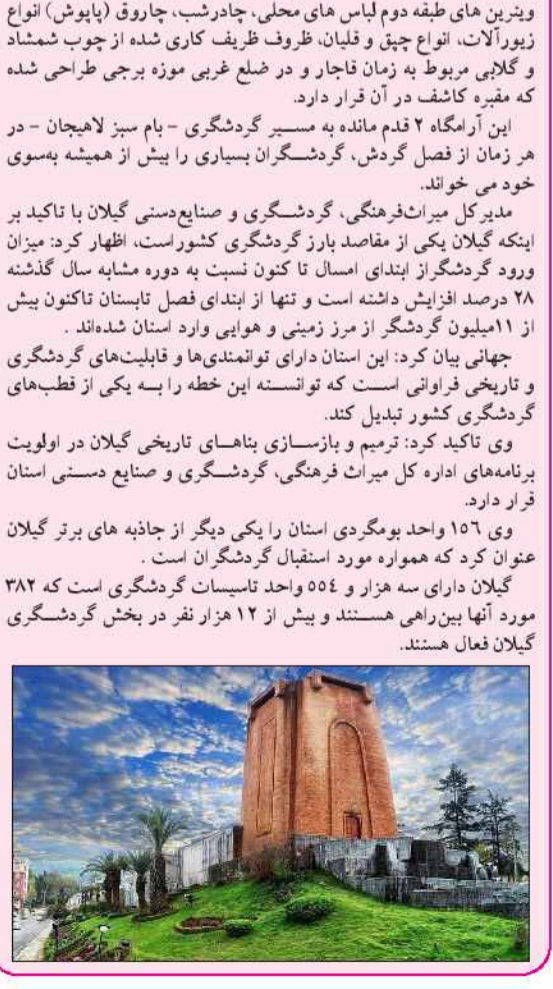 ویترین های طبقه دوم لباس های محلی، چادرشب، چاروق (پاپوش) انواع
زیورآلات، انواع چپق و قلیان، ظروف ظریف کاری شده از چوب شمشاد
و گلابی مربوط به زمان قاجار و در ضلع غربی موزه برجی طراحی شده
که مقبره کاشف در آن قرار دارد.
این آرامگاه ۲ قدم مانده به مسیر گردشگری – بام سبز لاهیجان – در
هر زمان از فصل گردش، گردشگران بسیاری را بیش از همیشه به‌سوی
خود می خواند.
مدیرکل میراث‌فرهنگی، گردشگری و صنایع‌دستی گیلان با تاکید بر
اینکه گیلان یکی از مقاصد بارز گردشگری کشوراست، اظهار کرد: میزان
ورود گردشگراز ابتدای امسال تا کنون نسبت به دوره مشابه سال گذشته
۲۸ درصد افزایش داشته است و تنها از ابتدای فصل تابستان تاکنون بیش
از ۱۱میلیون گردشگر از مرز زمینی و هوایی وارد استان شده‌اند .
جهانی بیان کرد: این استان دارای توانمندی‌ها و قابلیت‌های گردشگری
و تاریخی فراوانی است که توانسته این خطه را به یکی از قطب‌های
گردشگری کشور تبدیل کند.
وی تاکید کرد: ترمیم و بازسازی بناهای تاریخی گیلان در اولویت
برنامه‌های اداره کل میراث فرهنگی، گردشگری و صنایع دستی استان
قرار دارد.
وی ۱۵۶ واحد بومگردی استان را یکی دیگر از جاذبه های برتر گیلان
عنوان کرد که همواره مورد استقبال گردشگران است .
گیلان دارای سه هزار و ۵۵۴ واحد تاسیسات گردشگری است که ۳۸۲
مورد آنها بین‌راهی هستند و بیش از ۱۲ هزار نفر در بخش گردشگری
گیلان فعال هستند.